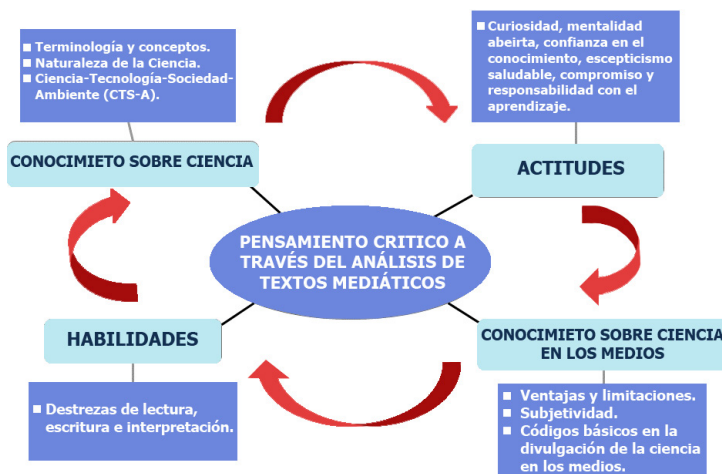 ▪ Terminología y conceptos.
▪ Naturaleza de la Ciencia.
▪ Ciencia-Tecnología-Sociedad-
Ambiente (CTS-A).
CONOCIMIETO SOBRE CIENCIA
▪ Curiosidad, mentalidad
abeirta, confianza en el
conocimiento, escepticismo
saludable, compromiso y
responsabilidad con el
aprendizaje.
ACTITUDES
PENSAMIENTO CRITICO A
TRAVÉS DEL ANÁLISIS DE
TEXTOS MEDIÁTICOS
HABILIDADES
▪ Destrezas de lectura,
escritura e interpretación.
CONOCIMIETO SOBRE CIENCIA
EN LOS MEDIOS
▪ Ventajas y limitaciones.
▪ Subjetividad.
▪ Códigos básicos en la
divulgación de la ciencia
en los medios.